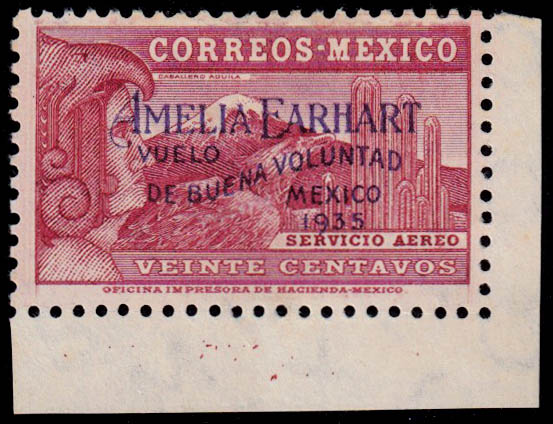 CORREOS-MEXICO
CABALLERO AGUILA
AMELIA EARHART
VUELO
DE BUENA VOLUNTAD
MEXICO
1935
SERVICIO AEREO
VEINTE CENTAVOS
OFICINA IMPRESORA DE HACIENDA-MEXICO